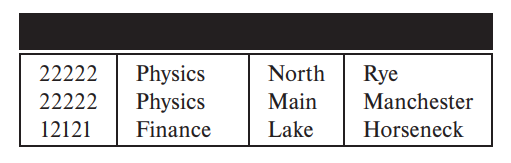 22222 Physics North Rye
22222 Physics Main Manchester
12121 Finance Lake Horseneck